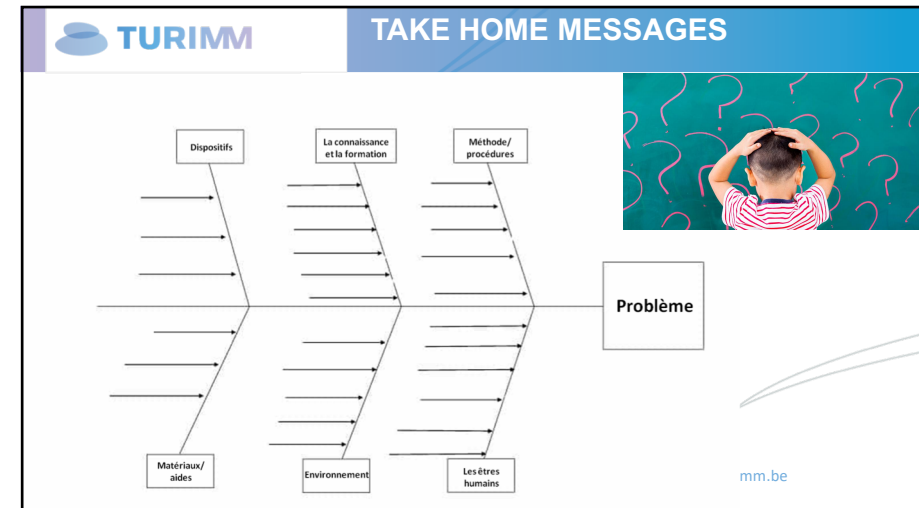 TURIMM
TAKE HOME MESSAGES
Dispositifs
La connaissance
et la formation
Méthode/
procédures
Problème
Matériaux/
aides
Environnement
Les êtres
humains
mm.be